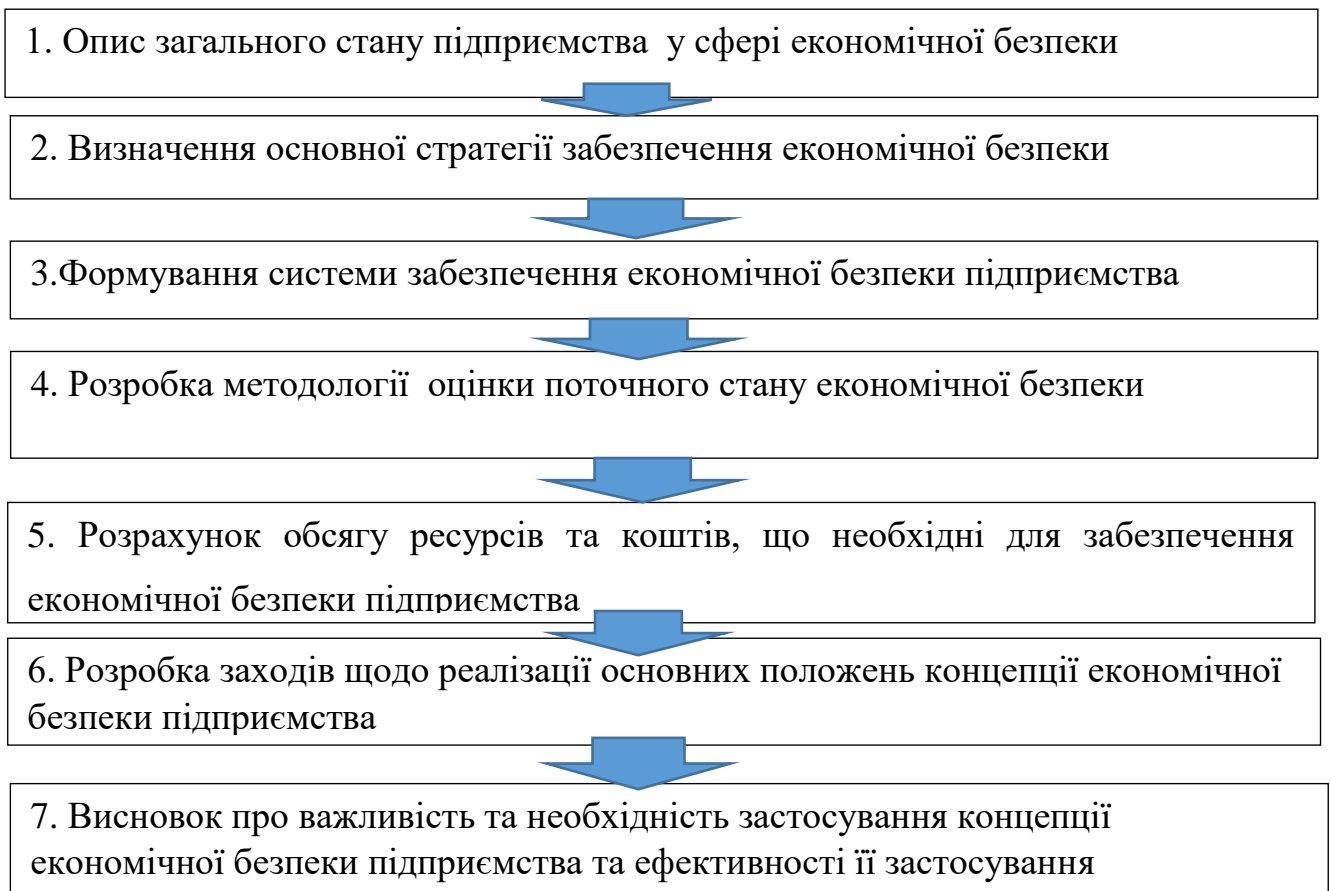 1. Опис загального стану підприємства у сфері економічної безпеки
2. Визначення основної стратегії забезпечення економічної безпеки
3.Формування системи забезпечення економічної безпеки підприємства
4. Розробка методології оцінки поточного стану економічної безпеки
5. Розрахунок обсягу ресурсів та коштів, що необхідні для забезпечення
економічної безпеки підприємства
6. Розробка заходів щодо реалізації основних положень концепції економічної
безпеки підприємства
7. Висновок про важливість та необхідність застосування концепції
економічної безпеки підприємства та ефективності її застосування